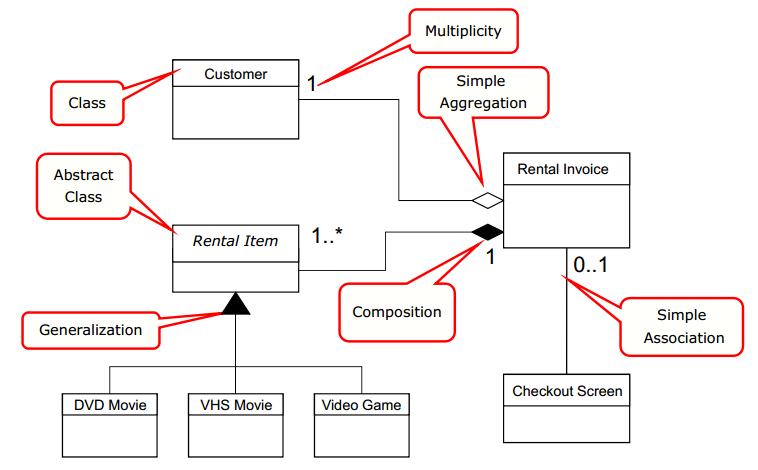 Multiplicity
Customer
1
Simple
Aggregation
Class
Abstract
Class
Rental Invoice
Rental Item
1..*
1
0..1
Composition
Generalization
Simple
Association
DVD Movie
VHS Movie
Video Game
Checkout Screen